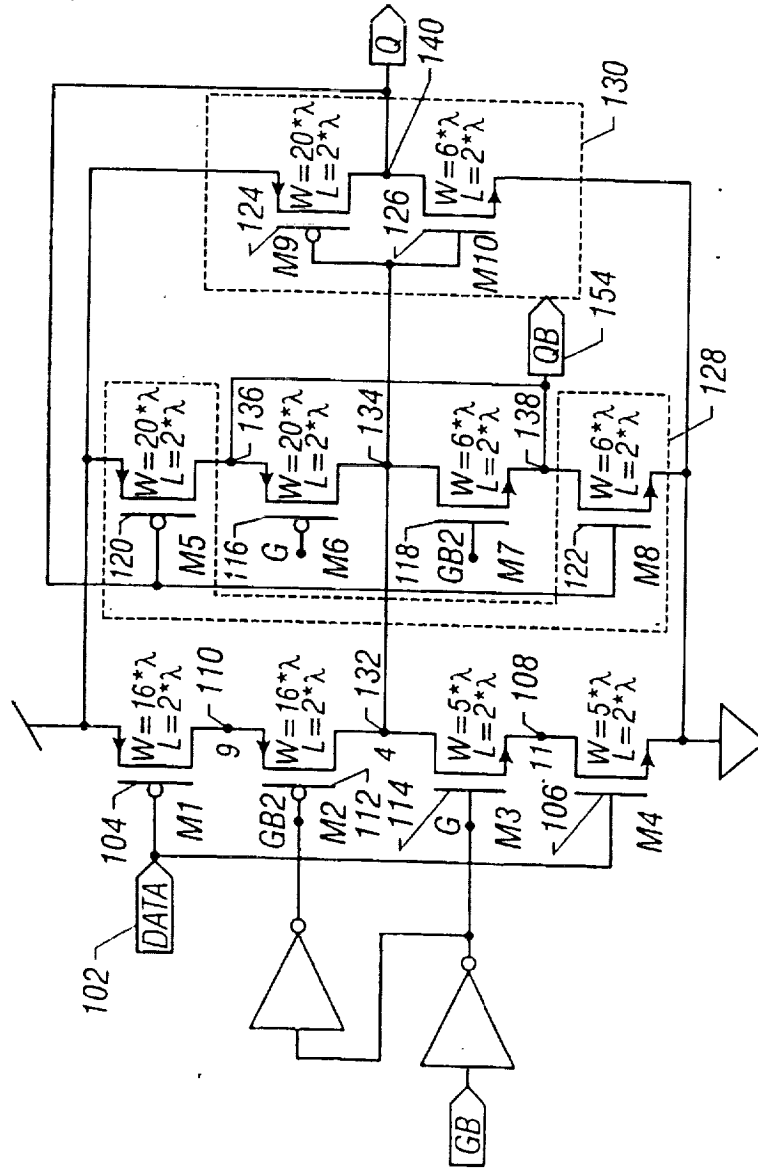 102
DATA
104
M1
W=16*λ
L=2*λ
110
9
GB2
M2
112
W=16*λ
L=2*λ
132
4
114
G
M3
W=5*λ
L=2*λ
108
11
106
M4
W=5*λ
L=2*λ
GB
120
M5
W=20*λ
L=2*λ
136
116
G
M6
W=20*λ
L=2*λ
134
118
GB2
M7
W=6*λ
L=2*λ
138
122
M8
W=6*λ
L=2*λ
128
QB
154
124
M9
W=20*λ
L=2*λ
126
M10
W=6*λ
L=2*λ
140
130
Q